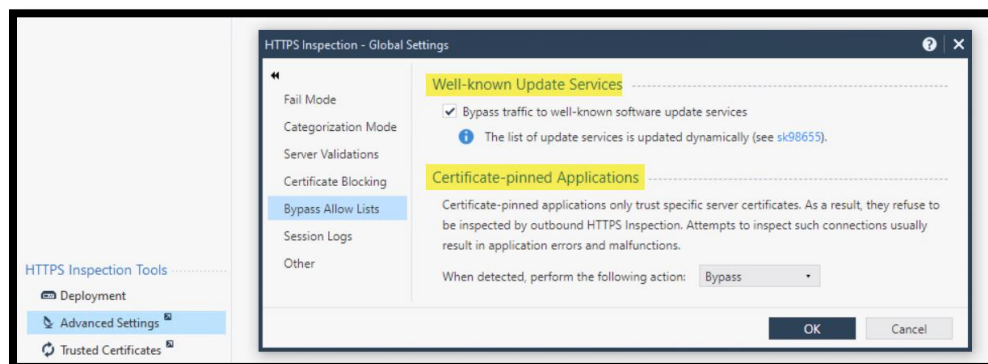 HTTPS Inspection - Global Settings
Fail Mode
Categorization Mode
Server Validations
Certificate Blocking
Bypass Allow Lists
Session Logs
Other
Well-known Update Services
Bypass traffic to well-known software update services
The list of update services is updated dynamically (see sk98655).
Certificate-pinned Applications
Certificate-pinned applications only trust specific server certificates. As a result, they refuse to
be inspected by outbound HTTPS Inspection. Attempts to inspect such connections usually
result in application errors and malfunctions.
When detected, perform the following action: Bypass
OK Cancel
HTTPS Inspection Tools
Deployment
Advanced Settings
Trusted Certificates